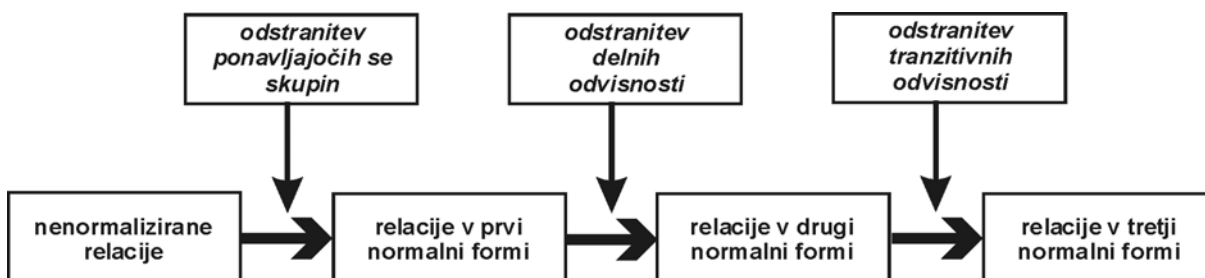 odstranitev
ponavljajočih se
skupin
odstranitev
delnih
odvisnosti
odstranitev
tranzitivnih
odvisnosti
nenormalizirane
relacije
relacije v prvi
normalni formi
relacije v drugi
normalni formi
relacije v tretji
normalni formi